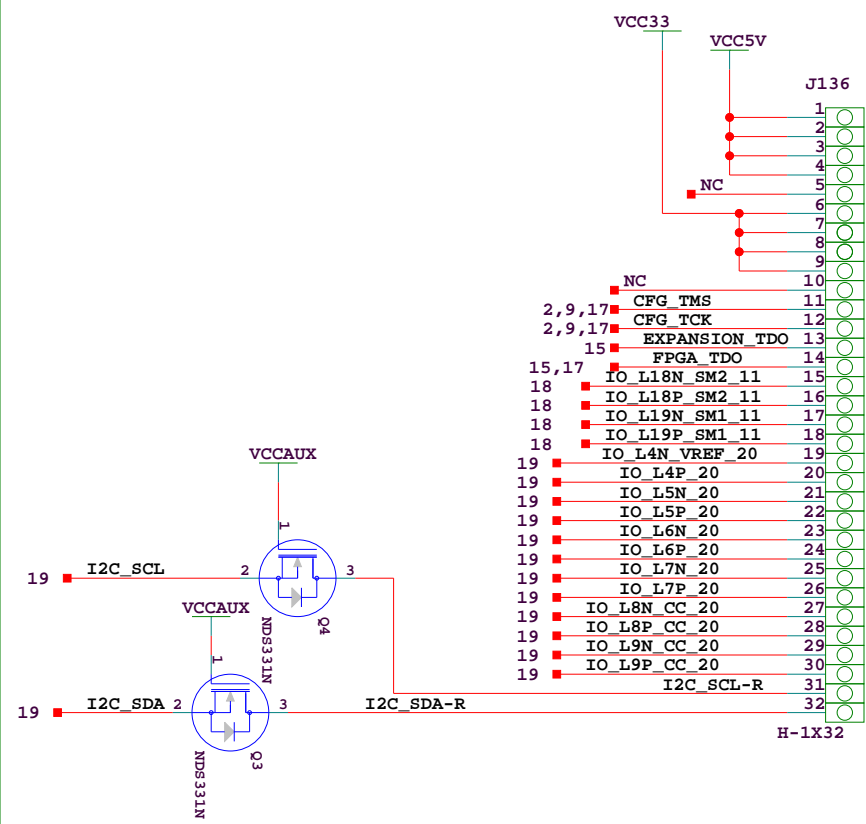 VCC33
VCC5V
J136
1
2
3
4
NC 5
6
7
8
9
NC 10
2,9,17 CFG_TMS 11
2,9,17 CFG_TCK 12
15 EXPANSION_TDO 13
15,17 FPGA_TDO 14
18 IO_L18N_SM2_11 15
18 IO_L18P_SM2_11 16
18 IO_L19N_SM1_11 17
18 IO_L19P_SM1_11 18
19 IO_L4N_VREF_20 19
19 IO_L4P_20 20
19 IO_L5N_20 21
19 IO_L5P_20 22
19 IO_L6N_20 23
19 IO_L6P_20 24
19 IO_L7N_20 25
19 IO_L7P_20 26
19 IO_L8N_CC_20 27
19 IO_L8P_CC_20 28
19 IO_L9N_CC_20 29
19 IO_L9P_CC_20 30
I2C_SCL-R 31
32
H-1X32
VCCAUX
1
19 I2C_SCL 2 3
Q4
NDS331N
VCCAUX
1
19 I2C_SDA 2 3 I2C_SDA-R
Q3
NDS331N